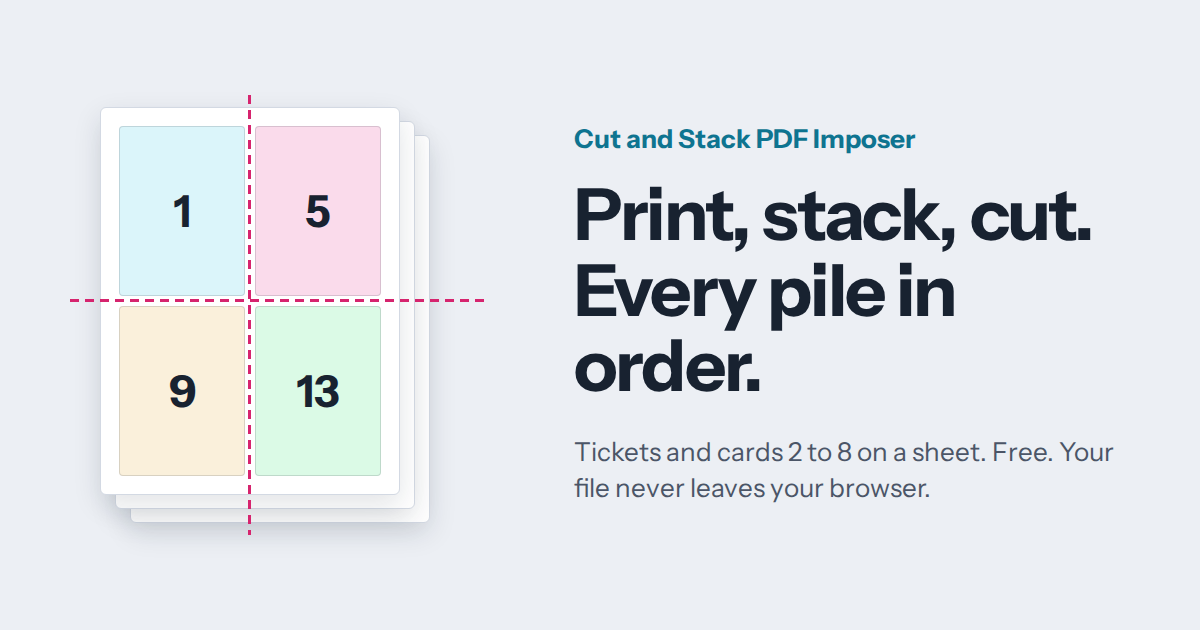 1 5
9 13
Cut and Stack PDF Imposer
Print, stack, cut.
Every pile in
order.
Tickets and cards 2 to 8 on a sheet. Free. Your
file never leaves your browser.